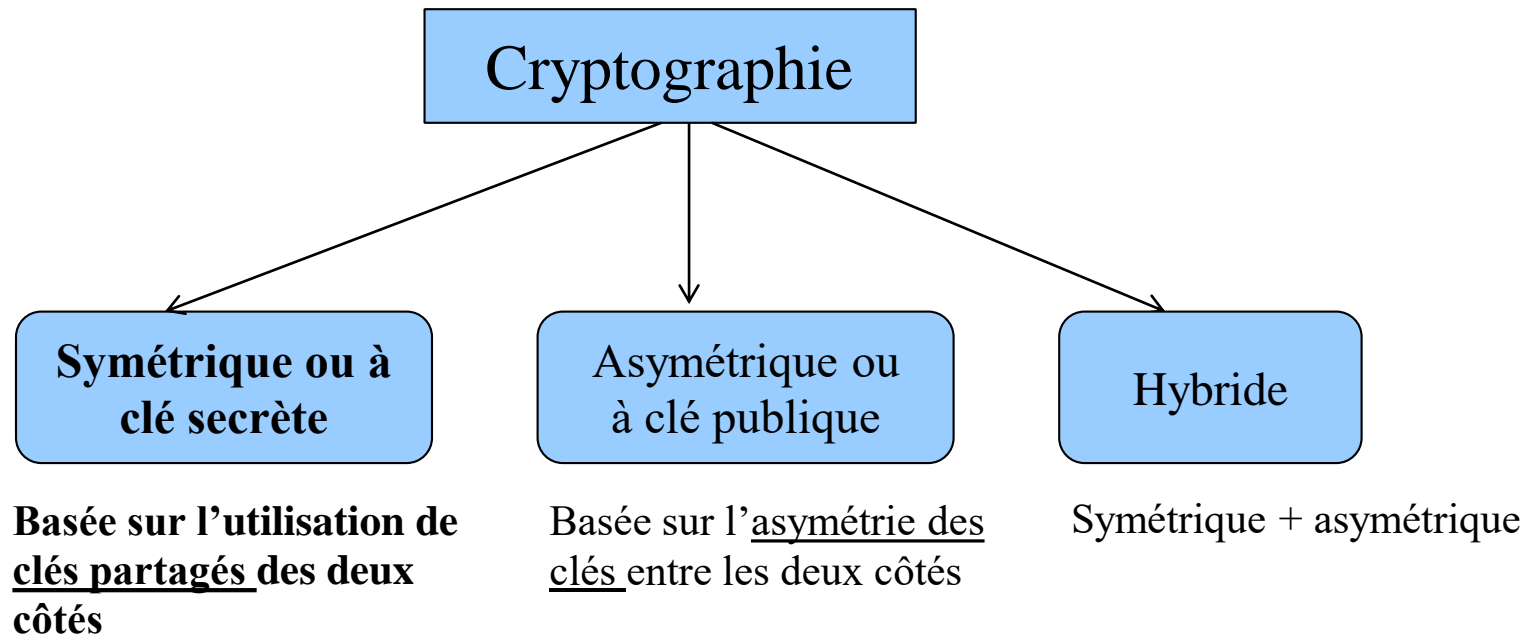 Cryptographie
Symétrique ou à
clé secrète
Asymétrique ou
à clé publique
Hybride
Basée sur l’utilisation de
clés partagés des deux
côtés
Basée sur l’asymétrie des
clés entre les deux côtés
Symétrique + asymétrique